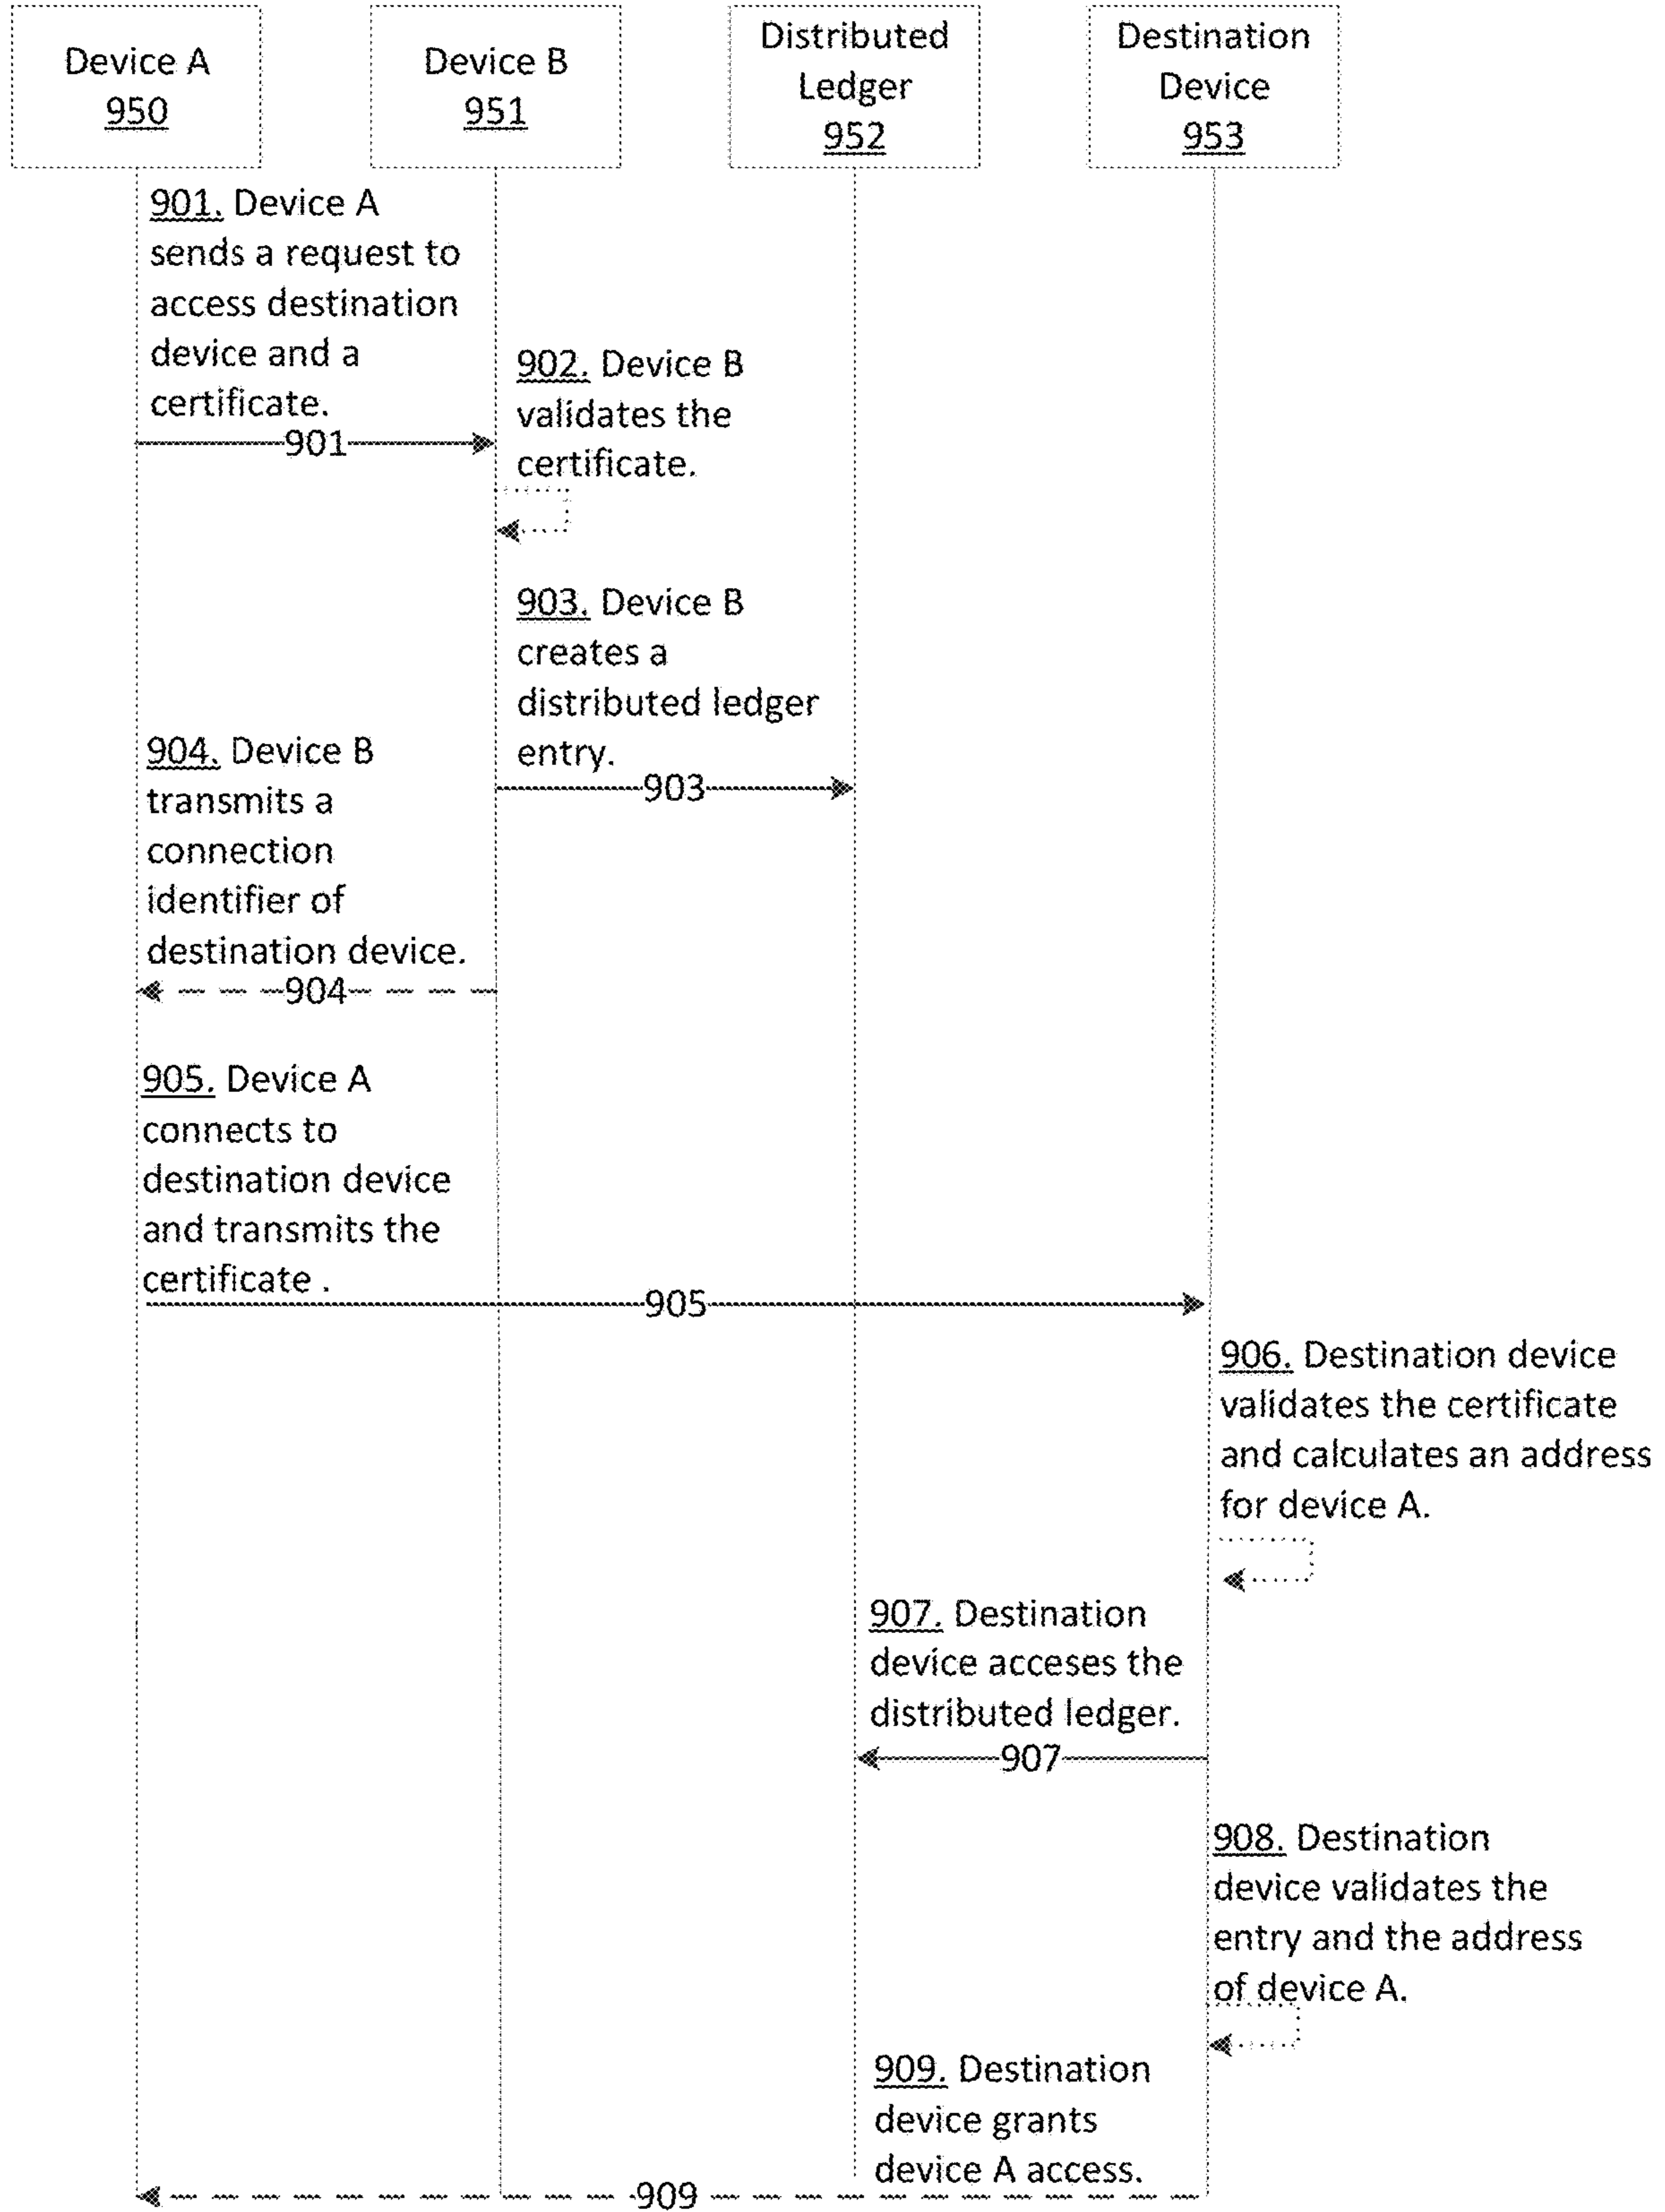 Device A
950
Device B
951
Distributed
Ledger
952
Destination
Device
953
901. Device A
sends a request to
access destination
device and a
certificate.
901
902. Device B
validates the
certificate.
903. Device B
creates a
distributed ledger
entry.
903
904. Device B
transmits a
connection
identifier of
destination device.
904
905. Device A
connects to
destination device
and transmits the
certificate .
905
906. Destination device
validates the certificate
and calculates an address
for device A.
907. Destination
device acceses the
distributed ledger.
907
908. Destination
device validates the
entry and the address
of device A.
909. Destination
device grants
device A access.
909